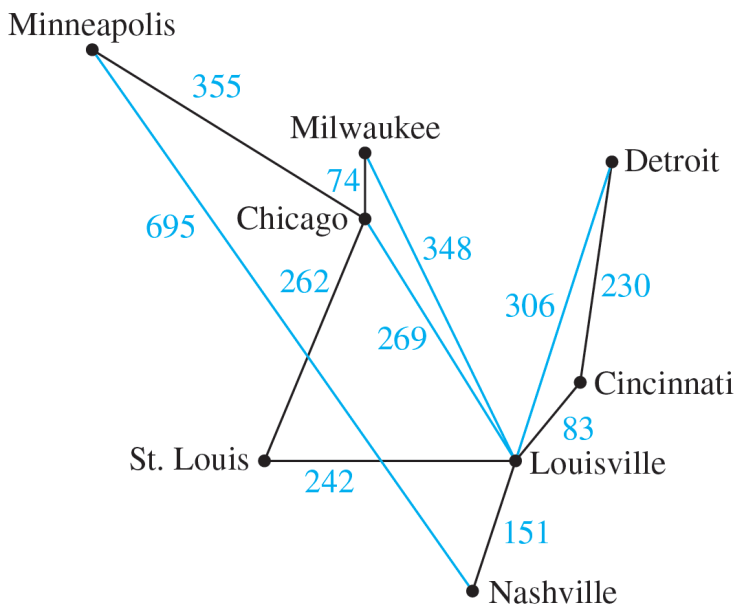 Minneapolis
355
Milwaukee
74
Detroit
Chicago
695
348
262
230
306
269
Cincinnati
83
St. Louis
Louisville
242
151
Nashville